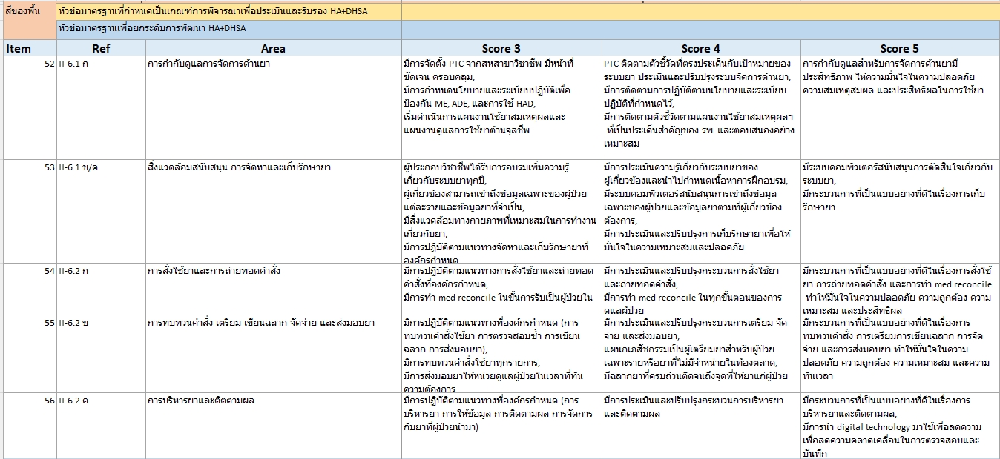 สีของพื้น
หัวข้อมาตรฐานที่กำหนดเป็นเกณฑ์การพิจารณาเพื่อประเมินและรับรอง HA+DHSA
หัวข้อมาตรฐานเพื่อยกระดับการพัฒนา HA+DHSA
Item Ref Area Score 3 Score 4 Score 5
52 II-6.1 ก การกำกับดูแลการจัดการด้านยา
มีการจัดตั้ง PTC จากสหสาขาวิชาชีพ มีหน้าที่
ชัดเจน ครอบคลุม,
มีการกำหนดนโยบายและระเบียบปฏิบัติเพื่อ
ป้องกัน ME, ADE, และการใช้ HAD,
เริ่มดำเนินการแผนงานใช้ยาสมเหตุผลและ
แผนงานดูแลการใช้ยาต้านจุลชีพ
PTC ติดตามตัวชี้วัดที่ตรงประเด็นกับเป้าหมายของ
ระบบยา ประเมินและปรับปรุงระบบจัดการด้านยา,
มีการติดตามการปฏิบัติตามนโยบายและระเบียบ
ปฏิบัติที่กำหนดไว้,
มีการติดตามตัวชี้วัดตามแผนงานใช้ยาสมเหตุผลฯ
ที่เป็นประเด็นสำคัญของ รพ. และตอบสนองอย่าง
เหมาะสม
การกำกับดูแลสำหรับการจัดการด้านยามี
ประสิทธิภาพ ให้ความมั่นใจในความปลอดภัย
ความสมเหตุสมผล และประสิทธิผลในการใช้ยา
53 II-6.1 ข/ค สิ่งแวดล้อมสนับสนุน การจัดหาและเก็บรักษายา
ผู้ประกอบวิชาชีพได้รับการอบรมเพิ่มความรู้
เกี่ยวกับระบบยาทุกปี,
ผู้เกี่ยวข้องสามารถเข้าถึงข้อมูลเฉพาะของผู้ป่วย
แต่ละรายและข้อมูลยาที่จำเป็น,
มีสิ่งแวดล้อมทางกายภาพที่เหมาะสมในการทำงาน
เกี่ยวกับยา,
มีการปฏิบัติตามแนวทางจัดหาและเก็บรักษายาที่
องค์กรกำหนด
มีการประเมินความรู้เกี่ยวกับระบบยาของ
ผู้เกี่ยวข้องและนำไปกำหนดเนื้อหาการฝึกอบรม,
มีระบบคอมพิวเตอร์สนับสนุนการเข้าถึงข้อมูล
เฉพาะของผู้ป่วยและข้อมูลยาตามที่ผู้เกี่ยวข้อง
ต้องการ,
มีการประเมินและปรับปรุงการเก็บรักษายาเพื่อให้
มั่นใจในความเหมาะสมและปลอดภัย
มีระบบคอมพิวเตอร์สนับสนุนการตัดสินใจเกี่ยวกับ
ระบบยา,
มีกระบวนการที่เป็นแบบอย่างที่ดีในเรื่องการเก็บ
รักษายา
54 II-6.2 ก การสั่งใช้ยาและการถ่ายทอดคำสั่ง
มีการปฏิบัติตามแนวทางการสั่งใช้ยาและถ่ายทอด
คำสั่งที่องค์กรกำหนด,
มีการทำ med reconcile ในขั้นการรับเป็นผู้ป่วยใน
มีการประเมินและปรับปรุงกระบวนการสั่งใช้ยา
และถ่ายทอดคำสั่ง,
มีการทำ med reconcile ในทุกขั้นตอนของการ
ดูแลผู้ป่วย
มีกระบวนการที่เป็นแบบอย่างที่ดีในเรื่องการสั่งใช้
ยา การถ่ายทอดคำสั่ง และการทำ med reconcile
ทำให้มั่นใจในความปลอดภัย ความถูกต้อง ความ
เหมาะสม และประสิทธิผล
55 II-6.2 ข การทบทวนคำสั่ง เตรียม เขียนฉลาก จัดจ่าย และส่งมอบยา
มีการปฏิบัติตามแนวทางที่องค์กรกำหนด (การ
ทบทวนคำสั่งใช้ยา การตรวจสอบซ้ำ การเขียน
ฉลาก การส่งมอบยา),
มีการทบทวนคำสั่งใช้ยาทุกรายการ,
มีการส่งมอบยาให้หน่วยดูแลผู้ป่วยในเวลาที่ทัน
ความต้องการ
มีการประเมินและปรับปรุงกระบวนการเตรียม จัด
จ่าย และส่งมอบยา,
แผนกเภสัชกรรมเป็นผู้เตรียมยาสำหรับผู้ป่วย
เฉพาะรายหรือยาที่ไม่มีจำหน่ายในท้องตลาด,
มีฉลากยาที่ครบถ้วนติดจนถึงจุดที่ให้ยาแก่ผู้ป่วย
มีกระบวนการที่เป็นแบบอย่างที่ดีในเรื่องการ
ทบทวนคำสั่ง การเตรียมการเขียนฉลาก การจัด
จ่าย และการส่งมอบยา ทำให้มั่นใจในความ
ปลอดภัย ความถูกต้อง ความเหมาะสม และความ
ทันเวลา
56 II-6.2 ค การบริหารยาและติดตามผล
มีการปฏิบัติตามแนวทางที่องค์กรกำหนด (การ
บริหารยา การให้ข้อมูล การติดตามผล การจัดการ
กับยาที่ผู้ป่วยนำมา)
มีการประเมินและปรับปรุงกระบวนการบริหารยา
และติดตามผล
มีกระบวนการที่เป็นแบบอย่างที่ดีในเรื่องการ
บริหารยาและติดตามผล,
มีการนำ digital technology มาใช้เพื่อลดความ
เพื่อลดความคลาดเคลื่อนในการตรวจสอบและ
บันทึก